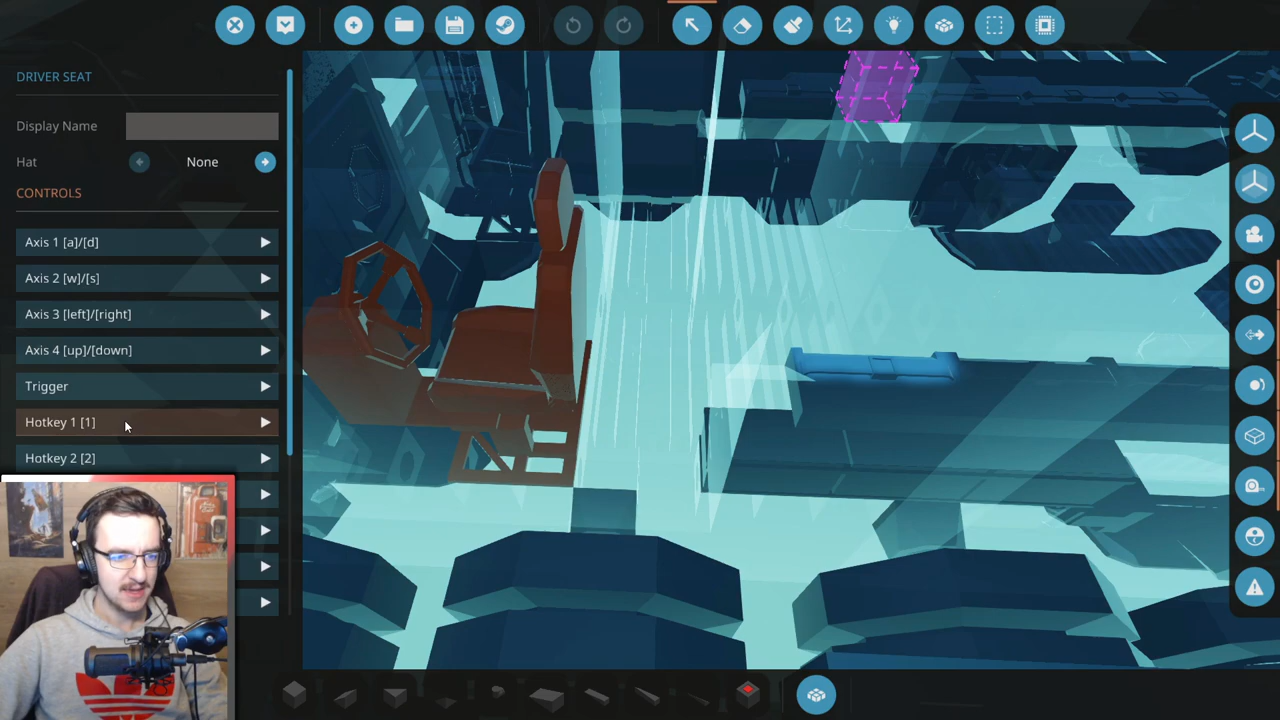 DRIVER SEAT
Display Name
Hat
None
CONTROLS
Axis 1 [a]/[d]
Axis 2 [w]/[s]
Axis 3 [left]/[right]
Axis 4 [up]/[down]
Trigger
Hotkey 1 [1]
Hotkey 2 [2]